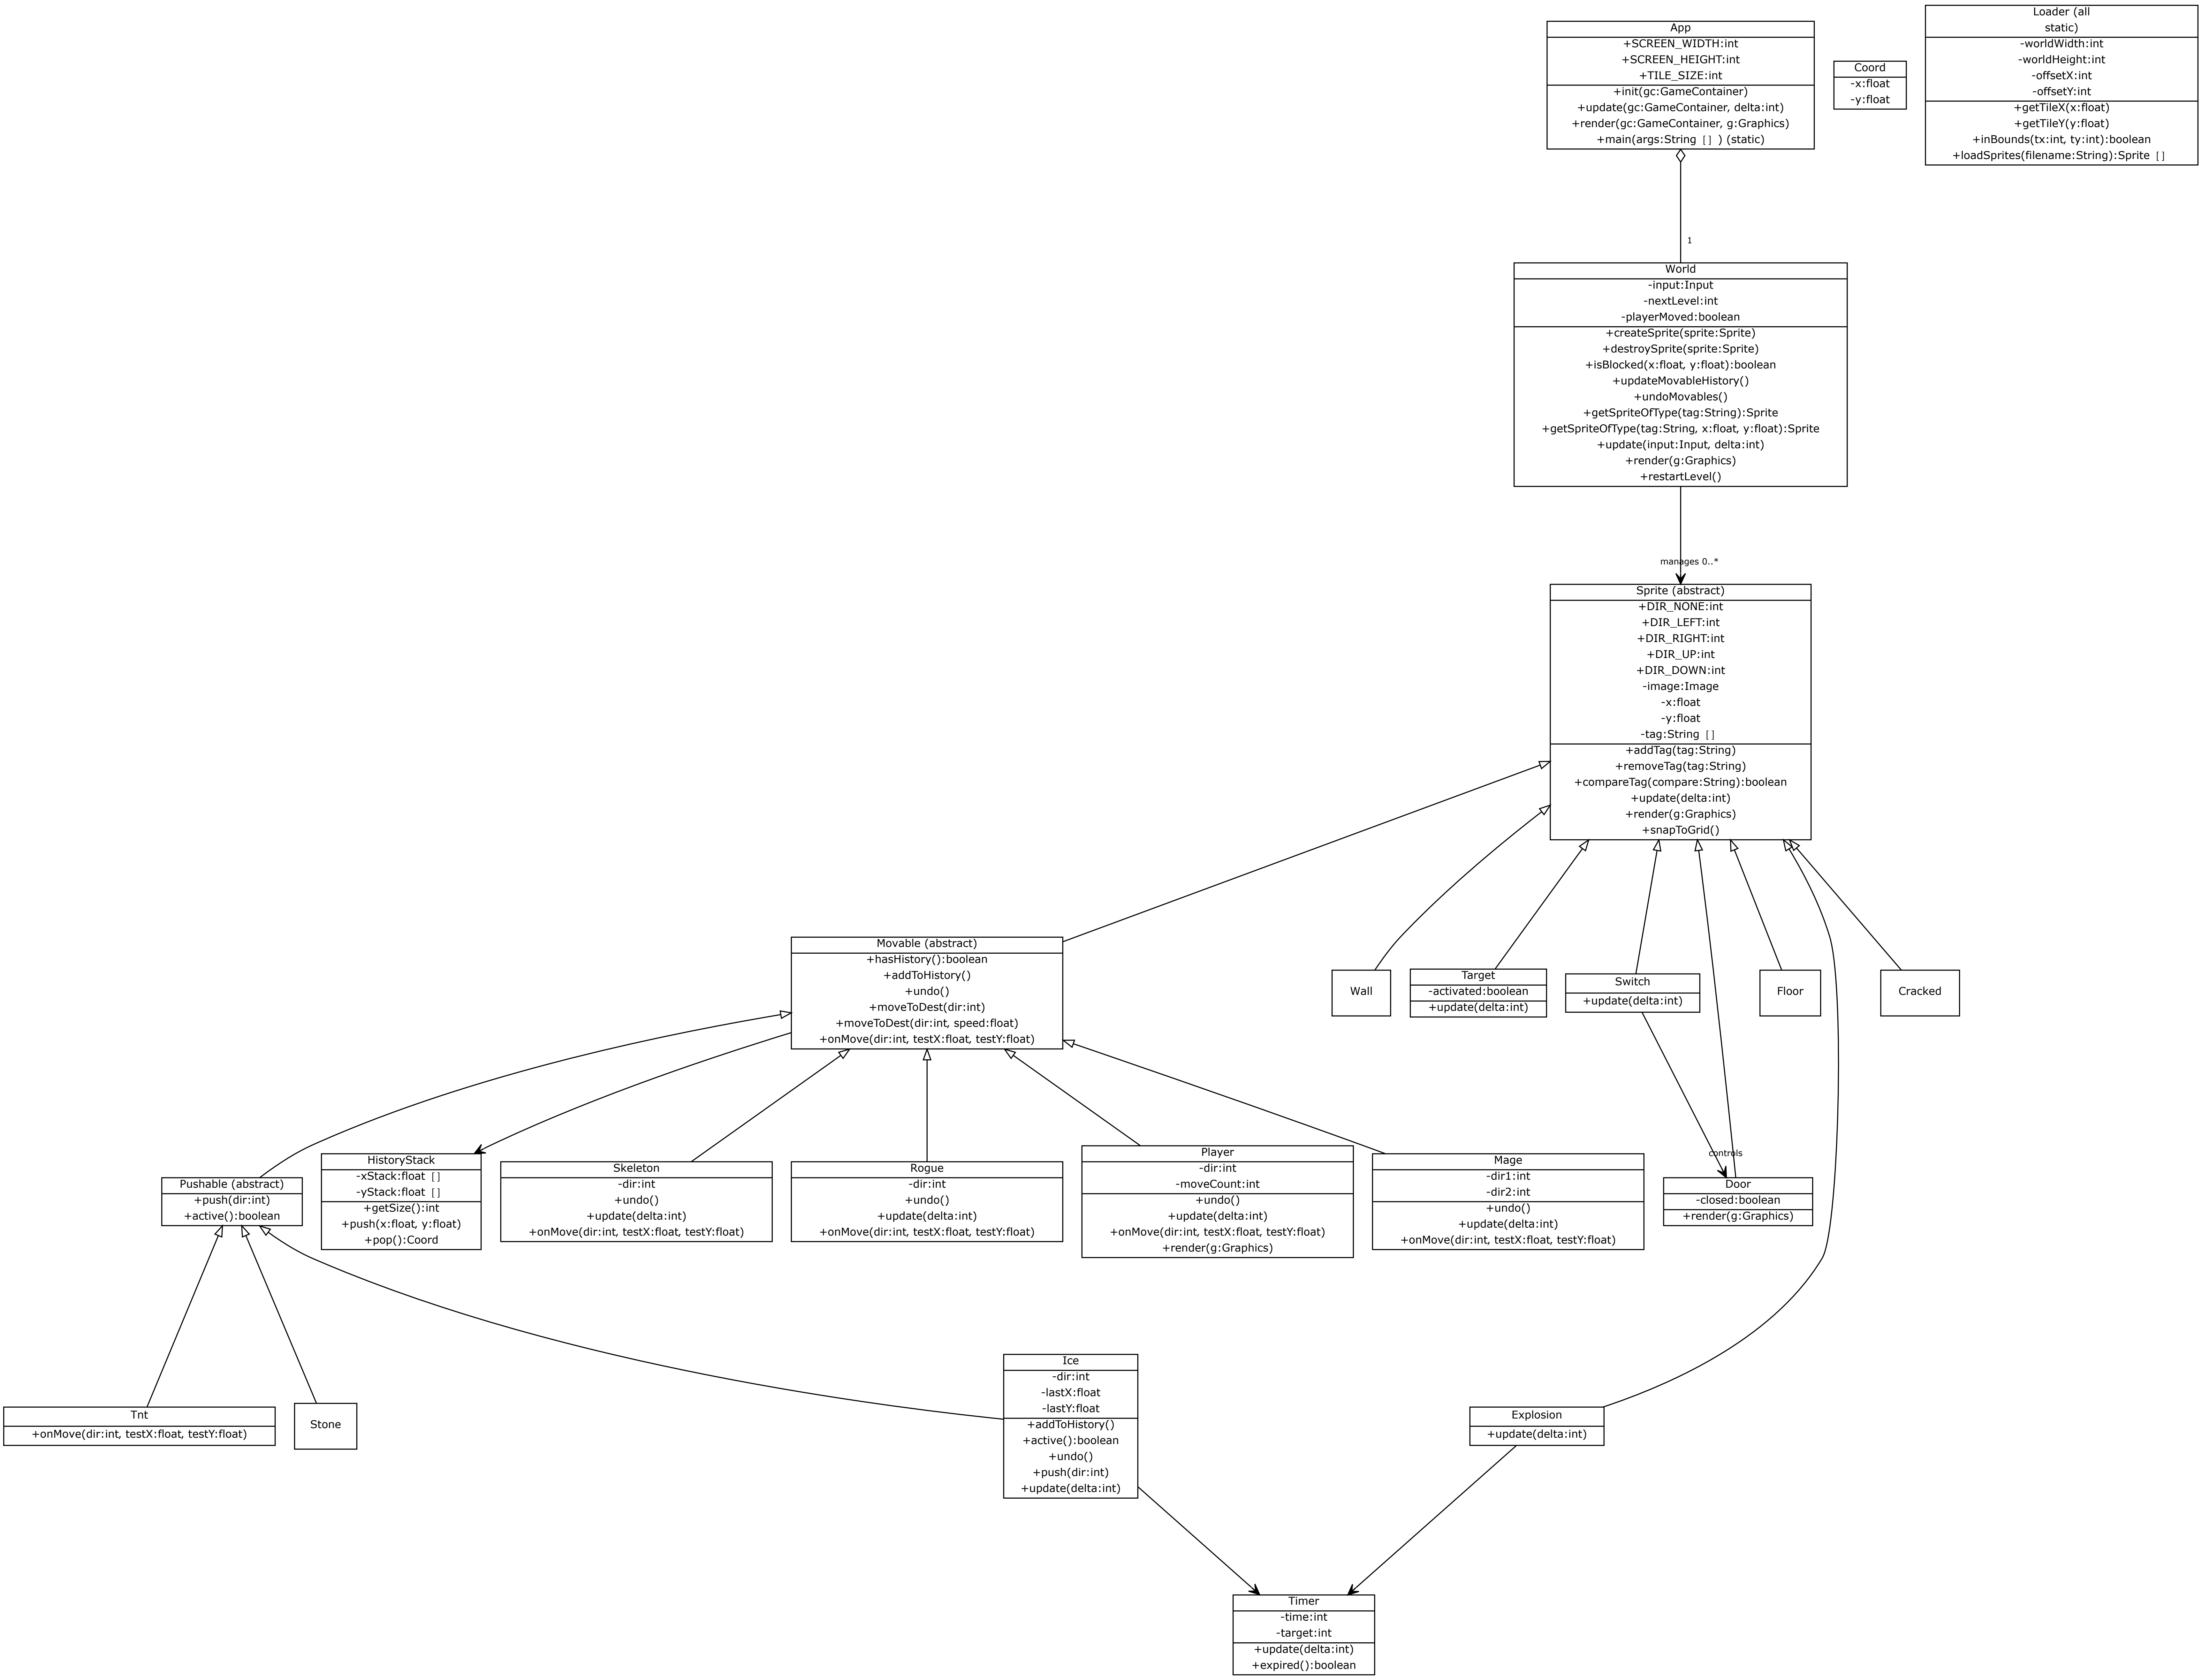 App
+SCREEN_WIDTH:int
+SCREEN_HEIGHT:int
+TILE_SIZE:int
+init(gc:GameContainer)
+update(gc:GameContainer, delta:int)
+render(gc:GameContainer, g:Graphics)
+main(args:String [] ) (static)
Coord
-x:float
-y:float
Loader (all
static)
-worldWidth:int
-worldHeight:int
-offsetX:int
-offsetY:int
+getTileX(x:float)
+getTileY(y:float)
+inBounds(tx:int, ty:int):boolean
+loadSprites(filename:String):Sprite []
1
World
-input:Input
-nextLevel:int
-playerMoved:boolean
+createSprite(sprite:Sprite)
+destroySprite(sprite:Sprite)
+isBlocked(x:float, y:float):boolean
+updateMovableHistory()
+undoMovables()
+getSpriteOfType(tag:String):Sprite
+getSpriteOfType(tag:String, x:float, y:float):Sprite
+update(input:Input, delta:int)
+render(g:Graphics)
+restartLevel()
manages 0..*
Sprite (abstract)
+DIR_NONE:int
+DIR_LEFT:int
+DIR_RIGHT:int
+DIR_UP:int
+DIR_DOWN:int
-image:Image
-x:float
-y:float
-tag:String []
+addTag(tag:String)
+removeTag(tag:String)
+compareTag(compare:String):boolean
+update(delta:int)
+render(g:Graphics)
+snapToGrid()
Movable (abstract)
+hasHistory():boolean
+addToHistory()
+undo()
+moveToDest(dir:int)
+moveToDest(dir:int, speed:float)
+onMove(dir:int, testX:float, testY:float)
Wall
Target
-activated:boolean
+update(delta:int)
Switch
+update(delta:int)
Floor
Cracked
Pushable (abstract)
+push(dir:int)
+active():boolean
HistoryStack
-xStack:float []
-yStack:float []
+getSize():int
+push(x:float, y:float)
+pop():Coord
Skeleton
-dir:int
+undo()
+update(delta:int)
+onMove(dir:int, testX:float, testY:float)
Rogue
-dir:int
+undo()
+update(delta:int)
+onMove(dir:int, testX:float, testY:float)
Player
-dir:int
-moveCount:int
+undo()
+update(delta:int)
+onMove(dir:int, testX:float, testY:float)
+render(g:Graphics)
Mage
-dir1:int
-dir2:int
+undo()
+update(delta:int)
+onMove(dir:int, testX:float, testY:float)
controls
Door
-closed:boolean
+render(g:Graphics)
Tnt
+onMove(dir:int, testX:float, testY:float)
Stone
Ice
-dir:int
-lastX:float
-lastY:float
+addToHistory()
+active():boolean
+undo()
+push(dir:int)
+update(delta:int)
Explosion
+update(delta:int)
Timer
-time:int
-target:int
+update(delta:int)
+expired():boolean